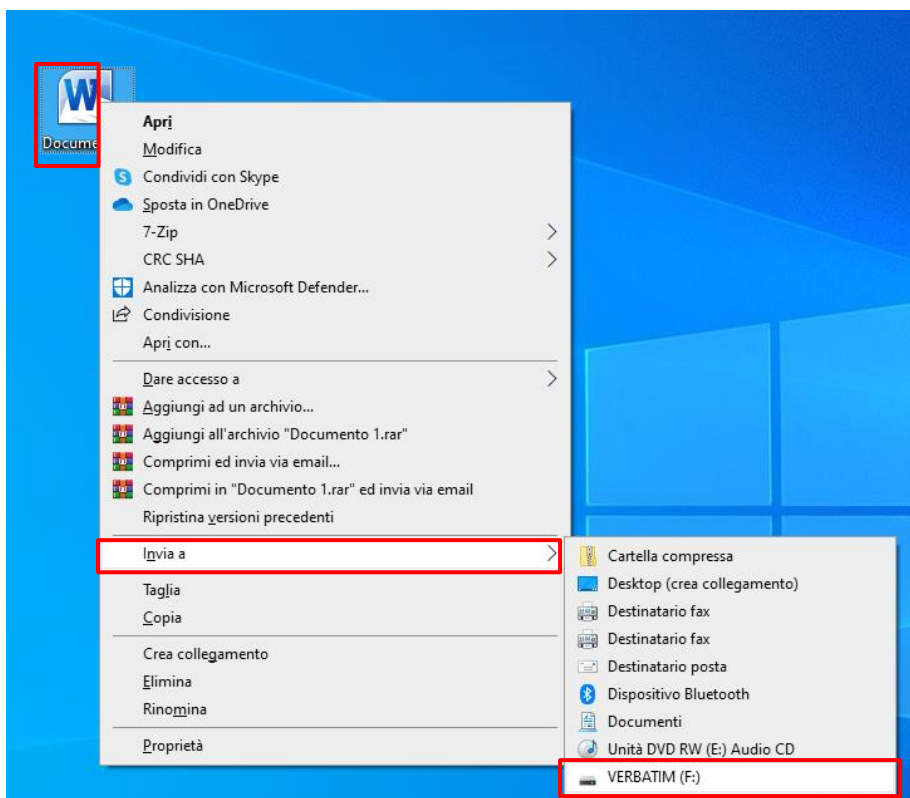 W
Docume
Apri
Modifica
Condividi con Skype
Sposta in OneDrive
7-Zip
CRC SHA
Analizza con Microsoft Defender...
Condivisione
Apri con...
Dare accesso a
Aggiungi ad un archivio...
Aggiungi all'archivio "Documento 1.rar"
Comprimi ed invia via email...
Comprimi in "Documento 1.rar" ed invia via email
Ripristina versioni precedenti
Invia a
Taglia
Copia
Crea collegamento
Elimina
Rinomina
Proprietà
Cartella compressa
Desktop (crea collegamento)
Destinatario fax
Destinatario fax
Destinatario posta
Dispositivo Bluetooth
Documenti
Unità DVD RW (E:) Audio CD
VERBATIM (F:)